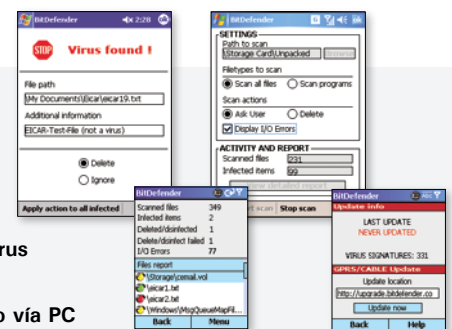 BitDefender
2:28
STOP
Virus found !
File path
\My Documents\Eicar\eicar19.txt
Additional information
EICAR-Test-File (not a virus)
Delete
Ignore
Apply action to all infected
BitDefender
ok
SETTINGS
Path to scan
\Storage Card\Unpacked
Browse
Filetypes to scan
Scan all files
Scan programs
Scan actions
Ask User
Delete
Display I/O Errors
ACTIVITY AND REPORT
Scanned files 231
Infected items 99
detailed report
scan
Stop scan
BitDefender
Scanned files 349
Infected items 2
Deleted/disinfected 1
Delete/disinfect failed 1
I/O Errors 77
Files report
\Storage\cemail.vol
\eicar1.txt
\eicar2.txt
\Windows\MsgQueueMapFil...
Back
Menu
BitDefender
ABC
Update info
LAST UPDATE
NEVER UPDATED
VIRUS SIGNATURES: 331
GPRS/CABLE Update
Update location
http://upgrade.bitdefender.co
Update now
Back
Help
rus
o vía PC